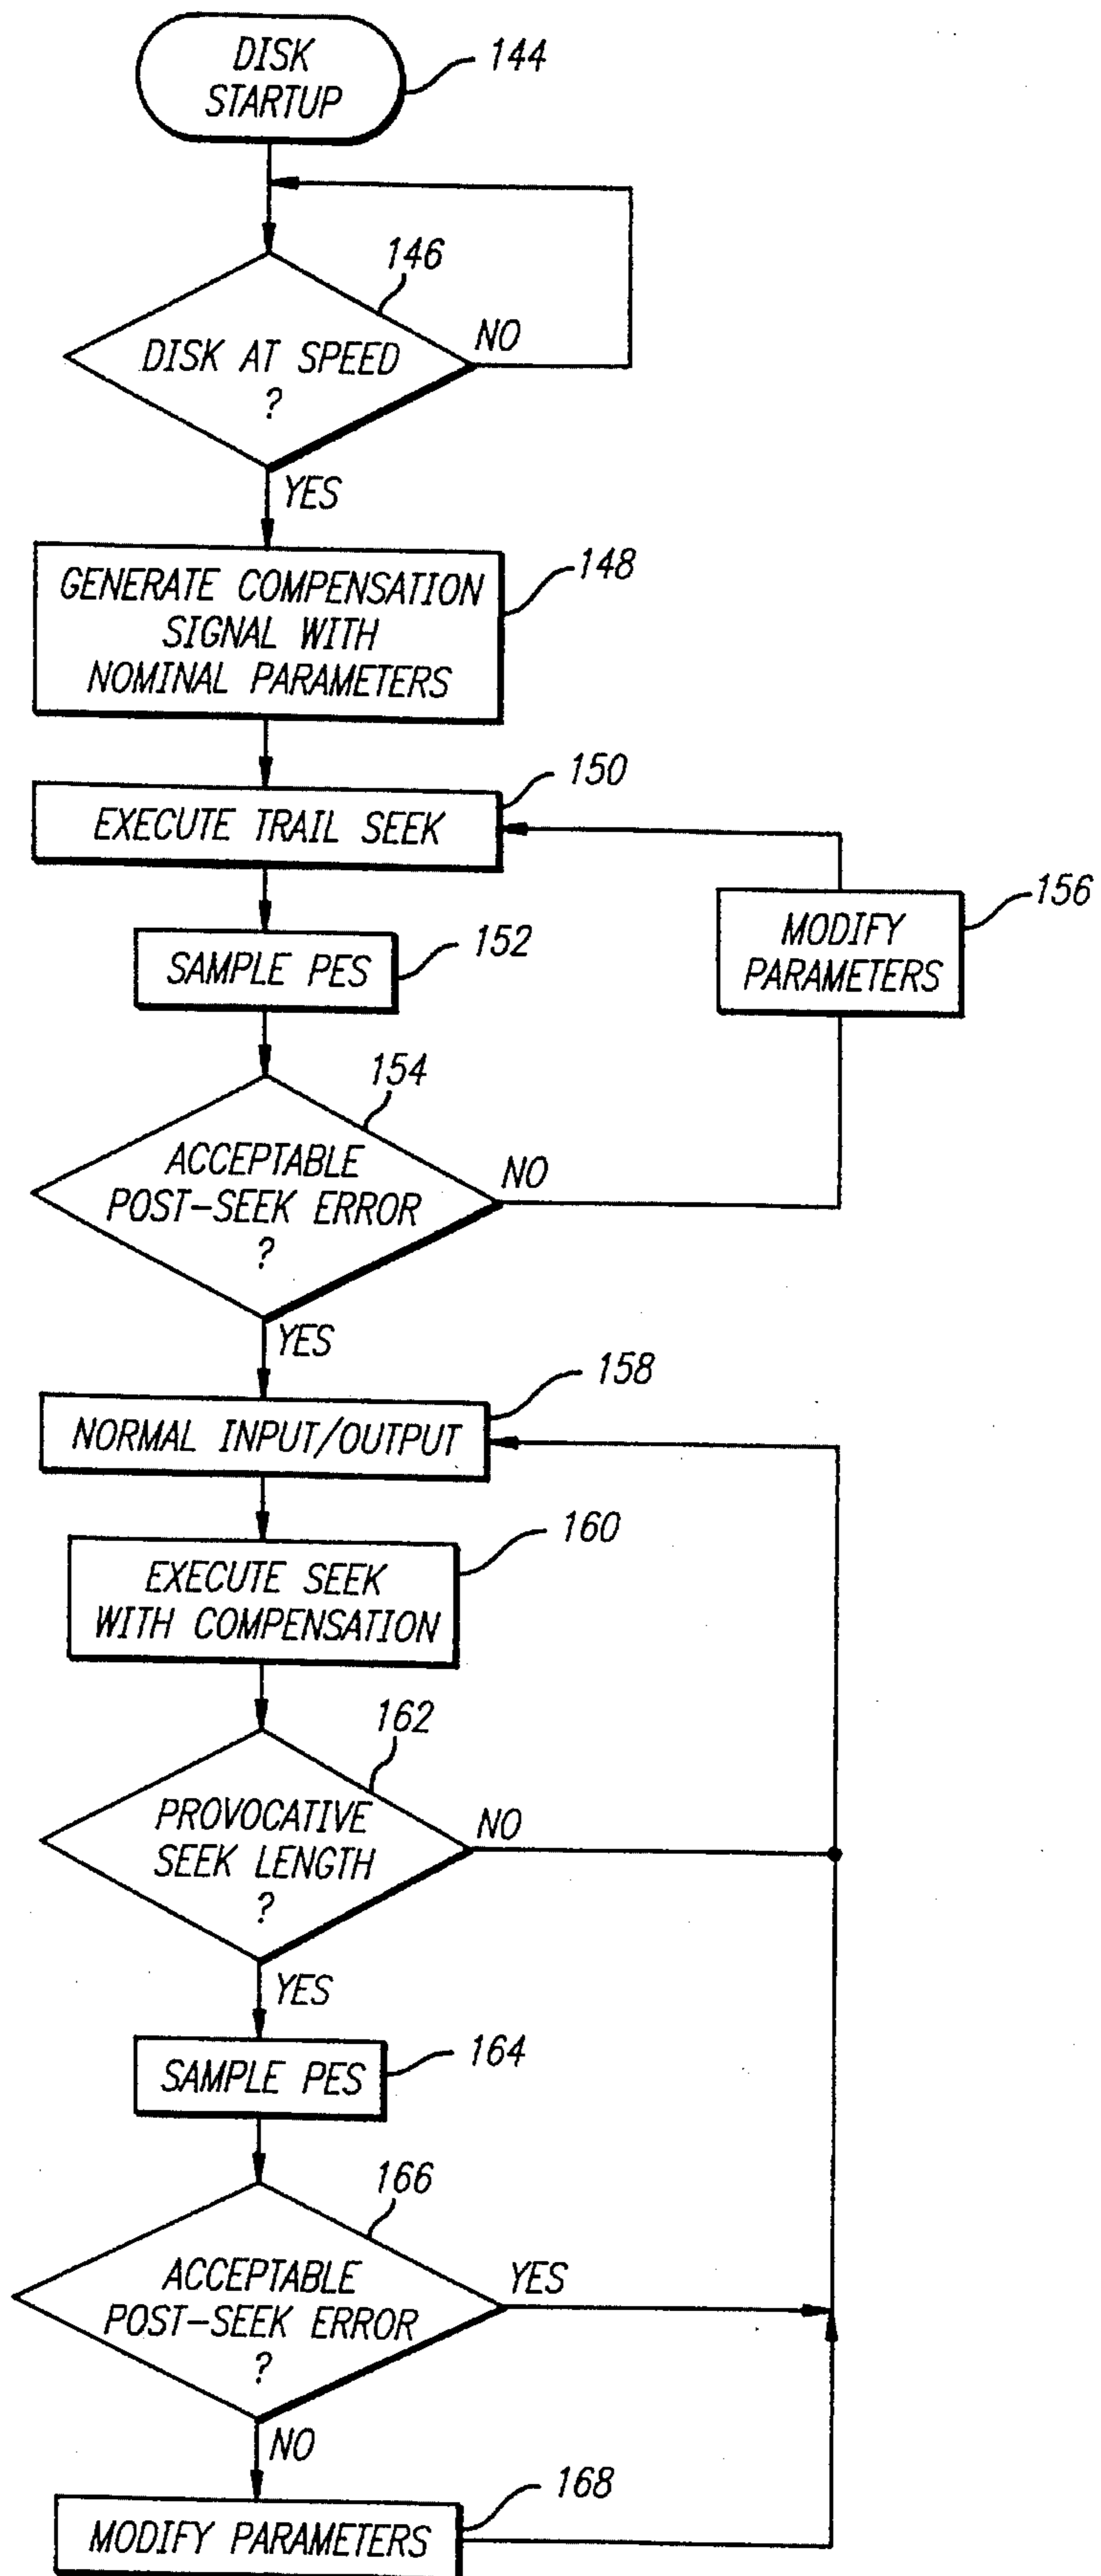 DISK
STARTUP
144
146
DISK AT SPEED
?
NO
YES
GENERATE COMPENSATION
SIGNAL WITH
NOMINAL PARAMETERS
148
EXECUTE TRAIL SEEK
150
SAMPLE PES
152
MODIFY
PARAMETERS
156
154
ACCEPTABLE
POST-SEEK ERROR
?
NO
YES
NORMAL INPUT/OUTPUT
158
EXECUTE SEEK
WITH COMPENSATION
160
162
PROVOCATIVE
SEEK LENGTH
?
NO
YES
SAMPLE PES
164
166
ACCEPTABLE
POST-SEEK ERROR
?
YES
NO
MODIFY PARAMETERS
168